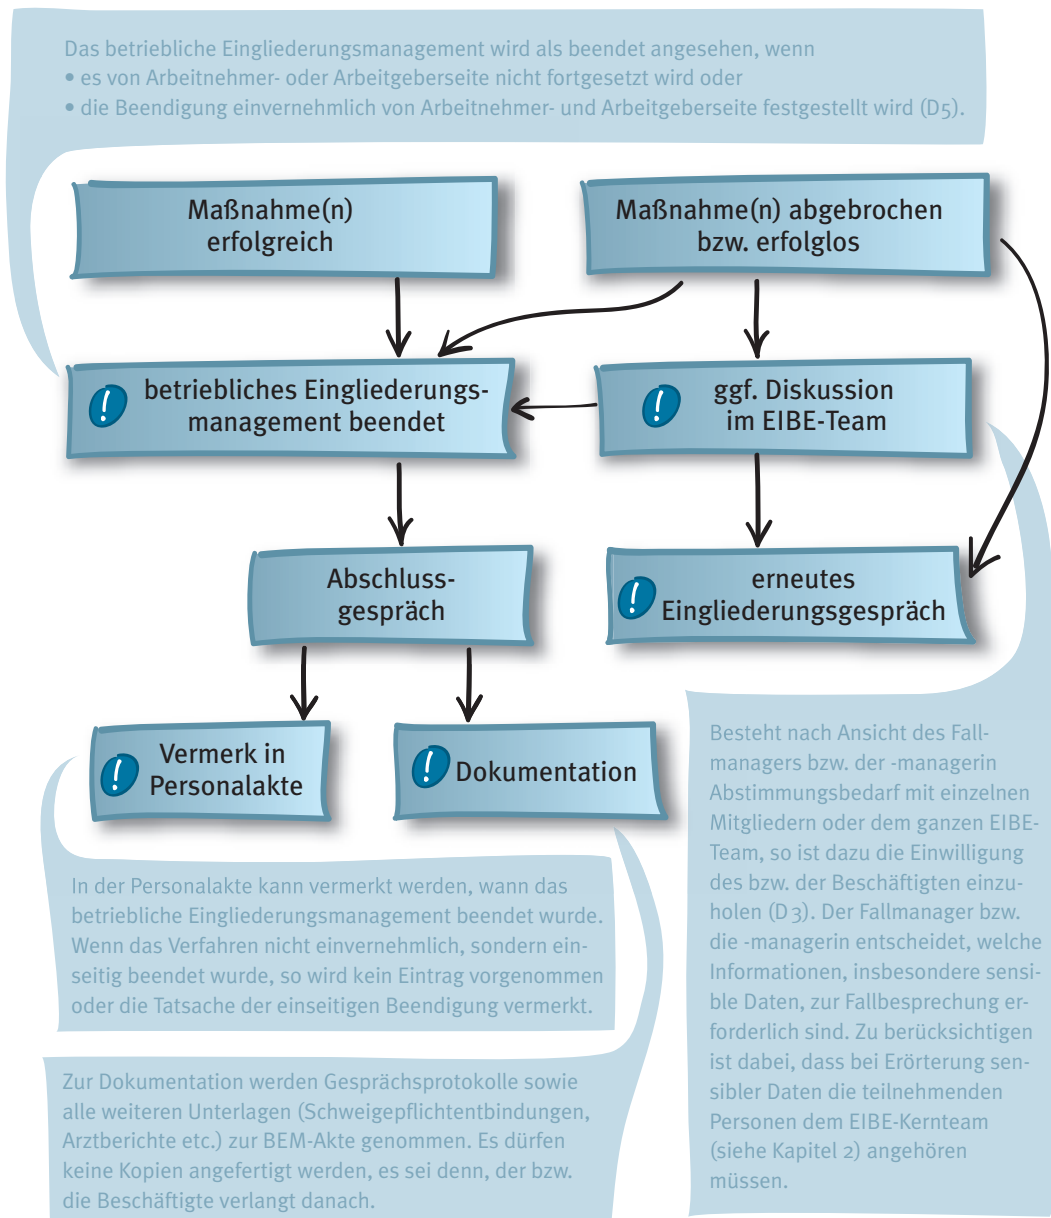 Das betriebliche Eingliederungsmanagement wird als beendet angesehen, wenn
• es von Arbeitnehmer- oder Arbeitgeberseite nicht fortgesetzt wird oder
• die Beendigung einvernehmlich von Arbeitnehmer- und Arbeitgeberseite festgestellt wird (D5).
Maßnahme(n)
erfolgreich
Maßnahme(n) abgebrochen
bzw. erfolglos
! betriebliches Eingliederungs-
management beendet
! ggf. Diskussion
im EIBE-Team
Abschluss-
gespräch
! erneutes
Eingliederungsgespräch
! Vermerk in
Personalakte
! Dokumentation
In der Personalakte kann vermerkt werden, wann das
betriebliche Eingliederungsmanagement beendet wurde.
Wenn das Verfahren nicht einvernehmlich, sondern ein-
seitig beendet wurde, so wird kein Eintrag vorgenommen
oder die Tatsache der einseitigen Beendigung vermerkt.
Zur Dokumentation werden Gesprächsprotokolle sowie
alle weiteren Unterlagen (Schweigepflichtentbindungen,
Arztberichte etc.) zur BEM-Akte genommen. Es dürfen
keine Kopien angefertigt werden, es sei denn, der bzw.
die Beschäftigte verlangt danach.
Besteht nach Ansicht des Fall-
managers bzw. der -managerin
Abstimmungsbedarf mit einzelnen
Mitgliedern oder dem ganzen EIBE-
Team, so ist dazu die Einwilligung
des bzw. der Beschäftigten einzu-
holen (D 3). Der Fallmanager bzw.
die -managerin entscheidet, welche
Informationen, insbesondere sensi-
ble Daten, zur Fallbesprechung er-
forderlich sind. Zu berücksichtigen
ist dabei, dass bei Erörterung sen-
sibler Daten die teilnehmenden
Personen dem EIBE-Kernteam
(siehe Kapitel 2) angehören
müssen.